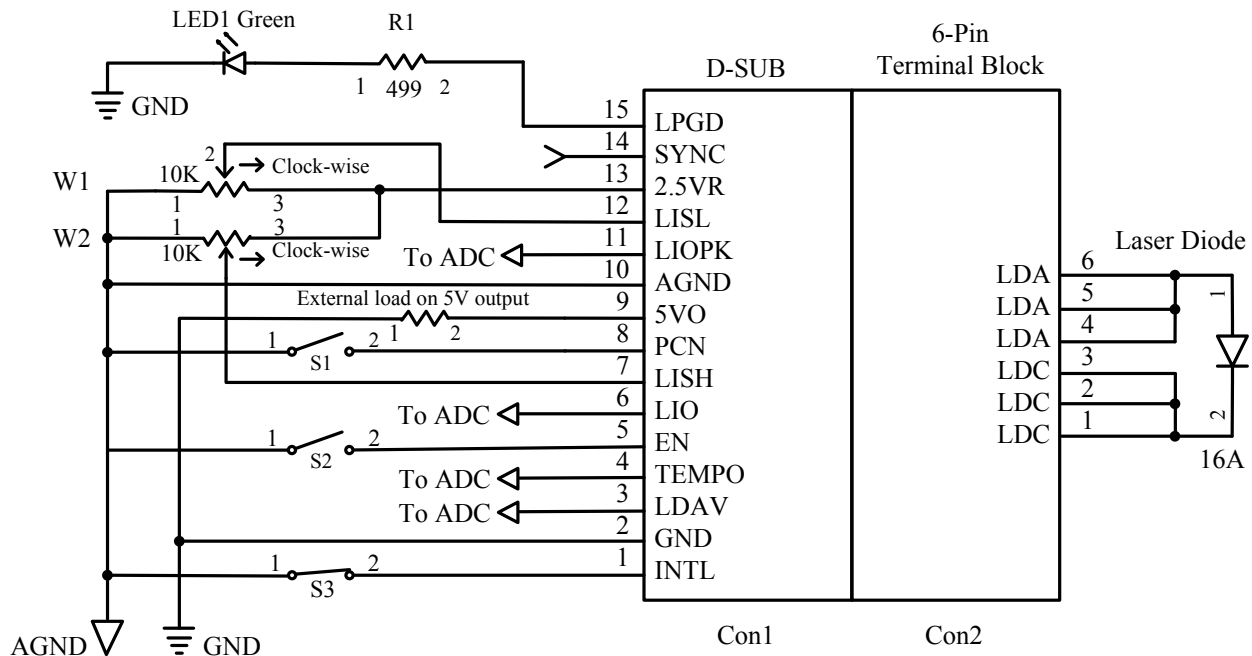 LED1 Green
R1
1 499 2
GND
6-Pin
Terminal Block
D-SUB
15 LPGD
14 SYNC
13 2.5VR
12 LISL
11 LIOPK
10 AGND
9 5VO
8 PCN
7 LISH
6 LIO
5 EN
4 TEMPO
3 LDAV
2 GND
1 INTL
W1
10K
2
Clock-wise
1 3
W2
1 3
10K
Clock-wise
To ADC
External load on 5V output
1 2
1 S1 2
To ADC
1 S2 2
To ADC
To ADC
1 S3 2
AGND
GND
Con1
Con2
Laser Diode
LDA 6
LDA 5
LDA 4
LDC 3
LDC 2
LDC 1
1
2
16A